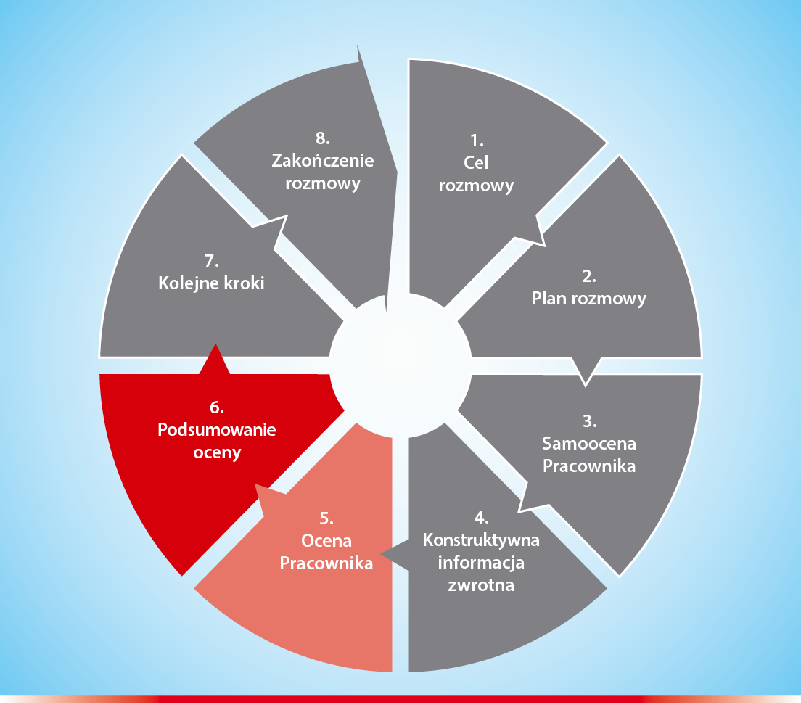 1.
Cel
rozmowy
2.
Plan rozmowy
3.
Samoocena
Pracownika
4.
Konstruktywna
informacja
zwrotna
5.
Ocena
Pracownika
6.
Podsumowanie
oceny
7.
Kolejne kroki
8.
Zakończenie
rozmowy